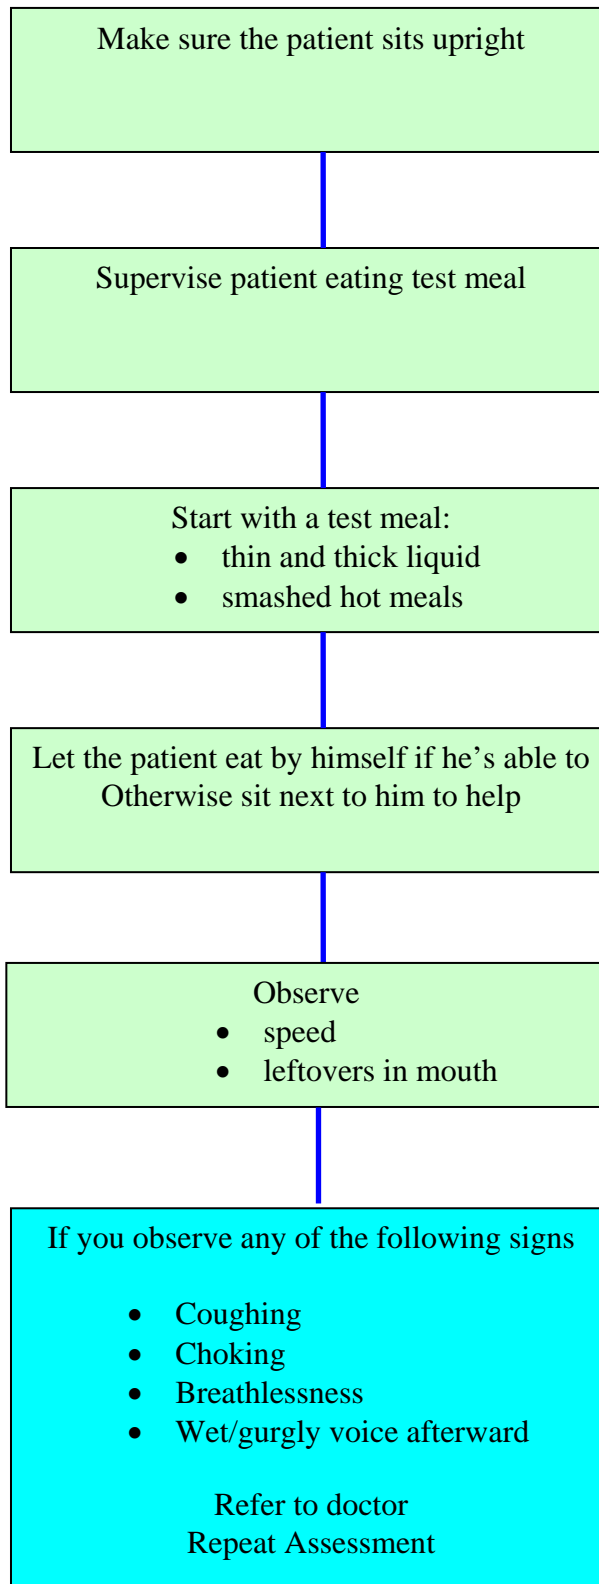 Make sure the patient sits upright
Supervise patient eating test meal
Start with a test meal:
• thin and thick liquid
• smashed hot meals
Let the patient eat by himself if he’s able to
Otherwise sit next to him to help
Observe
• speed
• leftovers in mouth
If you observe any of the following signs
• Coughing
• Choking
• Breathlessness
• Wet/gurgly voice afterward
Refer to doctor
Repeat Assessment